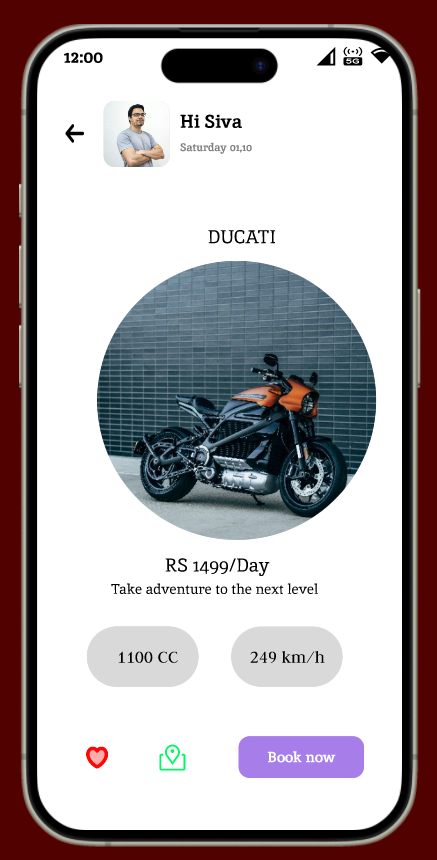 12:00
5G
Hi Siva
Saturday 01,10
DUCATI
RS 1499/Day
Take adventure to the next level
1100 CC
249 km/h
Book now